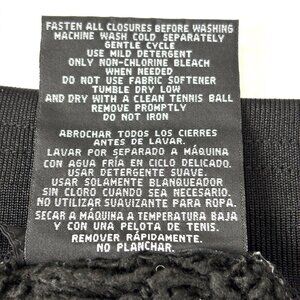 FASTEN ALL CLOSURES BEFORE WASHING
MACHINE WASH COLD SEPARATELY
GENTLE CYCLE
USE MILD DETERGENT
ONLY NON-CHLORINE BLEACH
WHEN NEEDED
DO NOT USE FABRIC SOFTENER
TUMBLE DRY LOW
AND DRY WITH A CLEAN TENNIS BALL
REMOVE PROMPTLY
DO NOT IRON
ABROCHAR TODOS LOS CIERRES
ANTES DE LAVAR.
LAVAR POR SEPARADO A MÁQUINA
CON AGUA FRÍA EN CICLO DELICADO.
USAR DETERGENTE SUAVE.
USAR SOLAMENTE BLANQUEADOR
SIN CLORO CUANDO SEA NECESARIO.
NO UTILIZAR SUAVIZANTE PARA ROPA.
SECAR A MÁQUINA A TEMPERATURA BAJA
Y CON UNA PELOTA DE TENIS.
REMOVER RÁPIDAMENTE.
NO PLANCHAR.